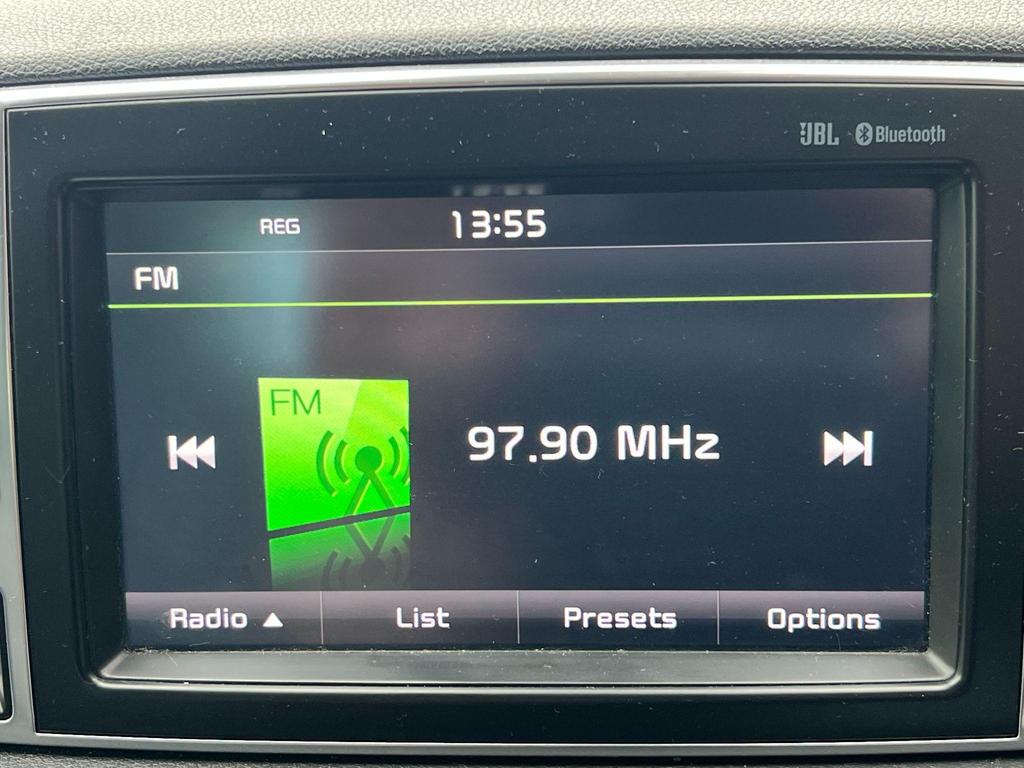 JBL Bluetooth
REG 13:55
FM
FM
97.90 MHz
Radio ▲ List Presets Options